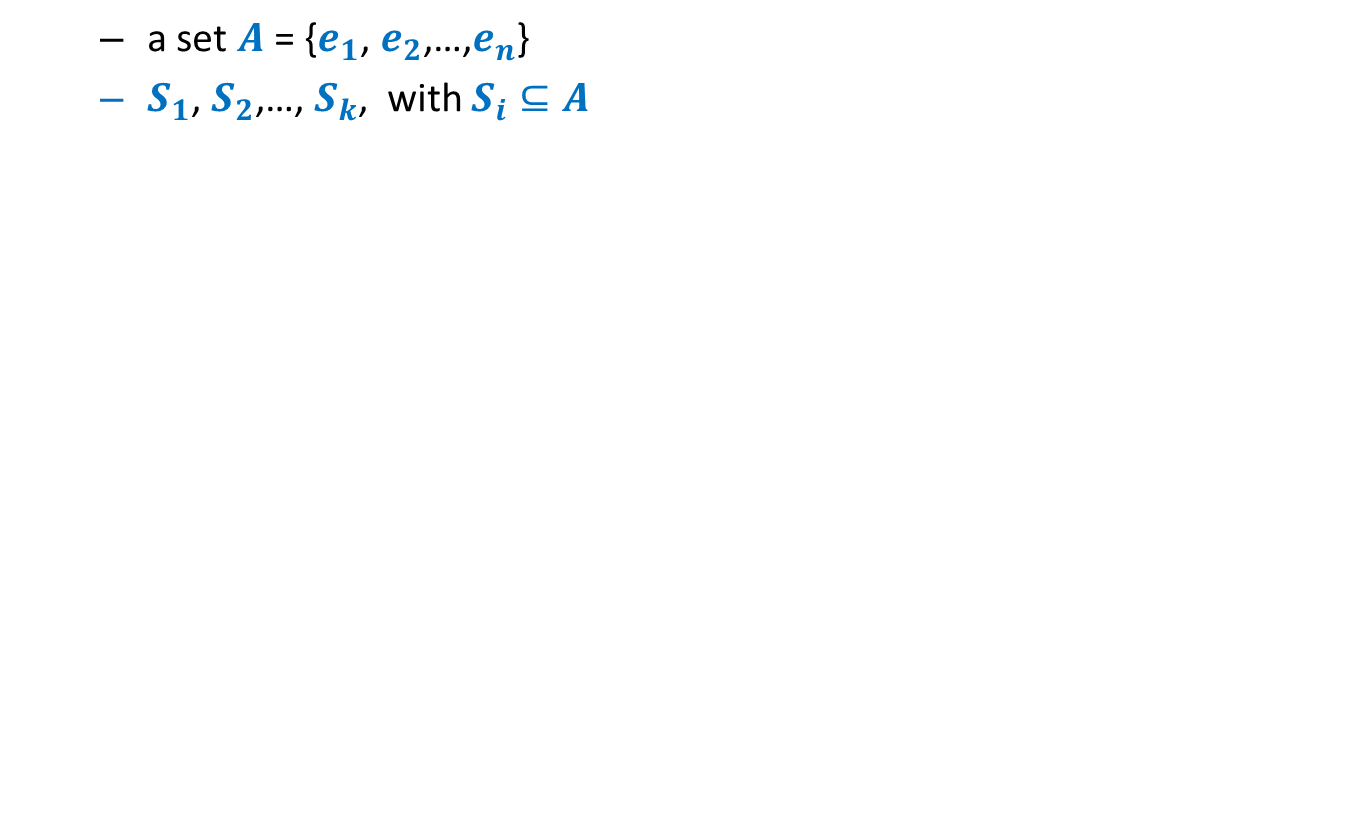 – a set A = {e₁, e₂,…,eₙ}
– S₁, S₂,…, Sₖ, with Sᵢ ⊆ A